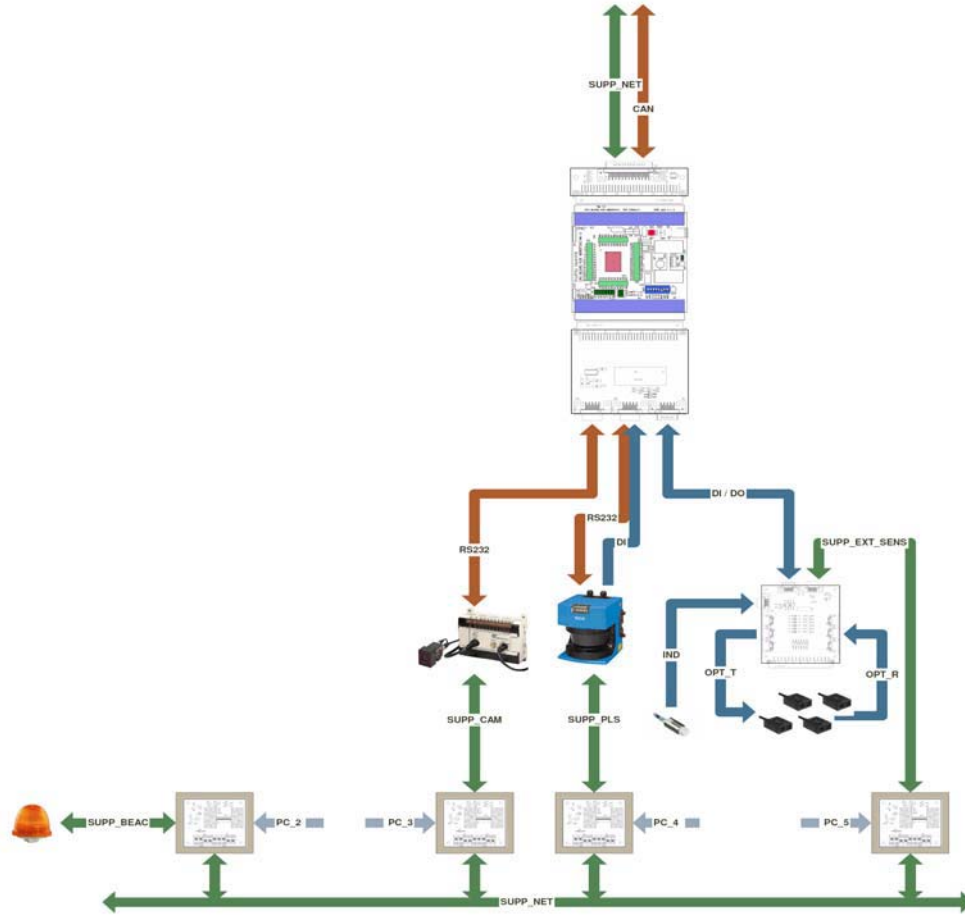 SUPP_NET
CAN
DI / DO
RS232
DI
SUPP_EXT_SENS
RS232
IND
OPT_T
OPT_R
SUPP_CAM
SUPP_PLS
SUPP_BEAC
PC_2
PC_3
PC_4
PC_5
SUPP_NET